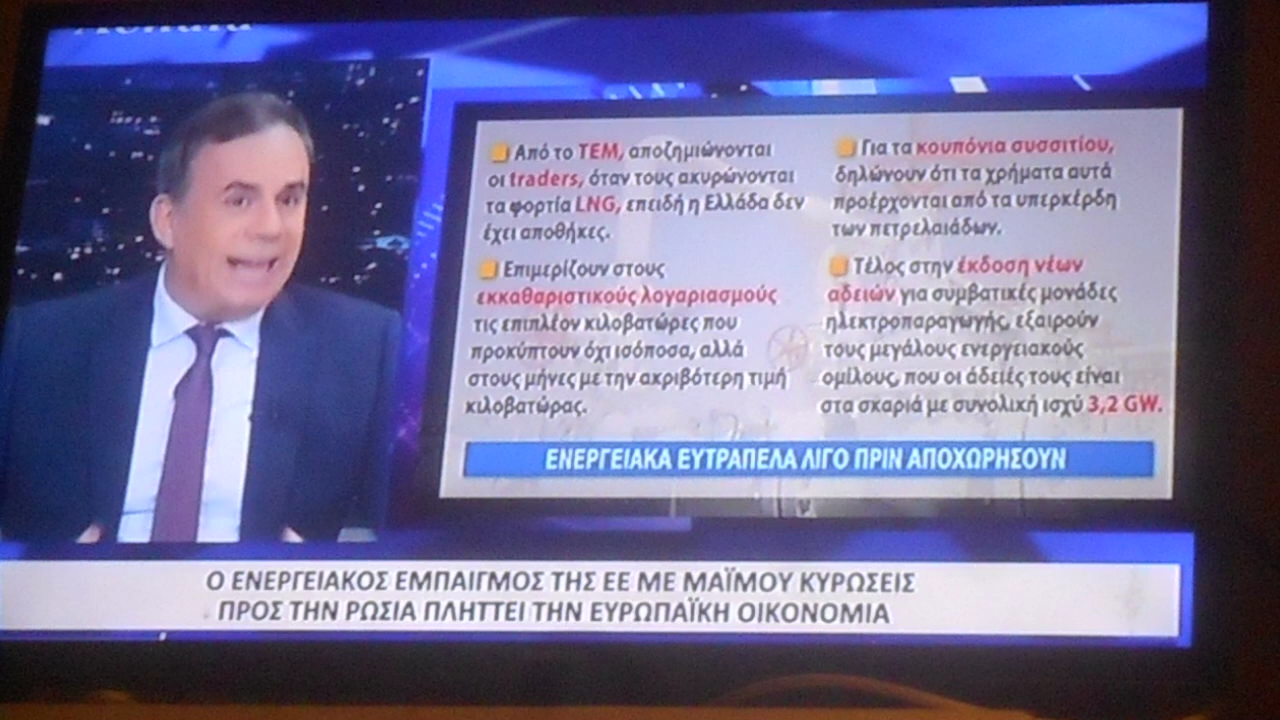 Από το ΤΕΜ, αποζημιώνονται
οι traders, όταν τους ακυρώνονται
τα φορτία LNG, επειδή η Ελλάδα δεν
έχει αποθήκες.
Επιμερίζουν στους
εκκαθαριστικούς λογαριασμούς
τις επιπλέον κιλοβατώρες που
προκύπτουν όχι ισόποσα, αλλά
στους μήνες με την ακριβότερη τιμή
κιλοβατώρας.
Για τα κουπόνια συσσιτίου,
δηλώνουν ότι τα χρήματα αυτά
προέρχονται από τα υπερκέρδη
των πετρελαιάδων.
Τέλος στην έκδοση νέων
αδειών για συμβατικές μονάδες
ηλεκτροπαραγωγής, εξαιρούν
τους μεγάλους ενεργειακούς
ομίλους, που οι άδειές τους είναι
στα σκαριά με συνολική ισχύ 3,2 GW.
ΕΝΕΡΓΕΙΑΚΑ ΕΥΤΡΑΠΕΛΑ ΛΙΓΟ ΠΡΙΝ ΑΠΟΧΩΡΗΣΟΥΝ
Ο ΕΝΕΡΓΕΙΑΚΟΣ ΕΜΠΑΙΓΜΟΣ ΤΗΣ ΕΕ ΜΕ ΜΑΪΜΟΥ ΚΥΡΩΣΕΙΣ
ΠΡΟΣ ΤΗΝ ΡΩΣΙΑ ΠΛΗΤΤΕΙ ΤΗΝ ΕΥΡΩΠΑΪΚΗ ΟΙΚΟΝΟΜΙΑ